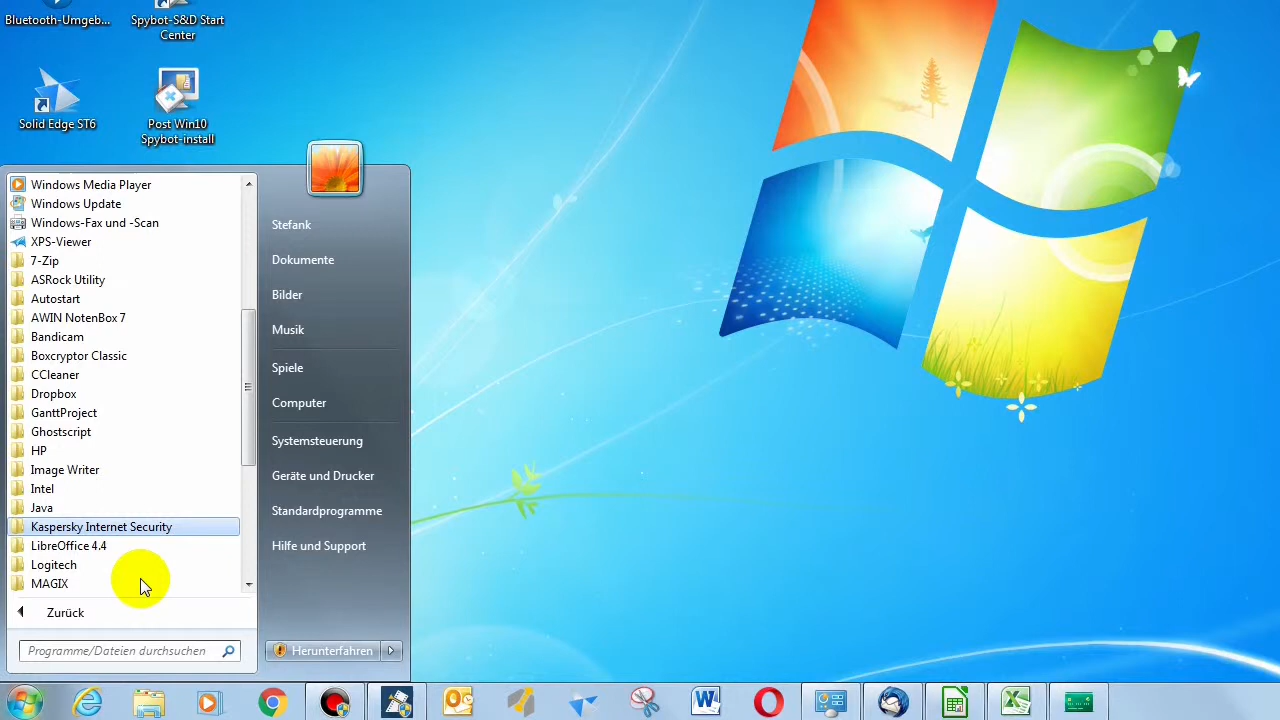 Bluetooth-Umgeb...
Spybot-S&D Start
Center
Solid Edge ST6
Post Win10
Spybot-install
Windows Media Player
Windows Update
Windows-Fax und -Scan
XPS-Viewer
7-Zip
ASRock Utility
Autostart
AWIN NotenBox 7
Bandicam
Boxcryptor Classic
CCleaner
Dropbox
GanttProject
Ghostscript
HP
Image Writer
Intel
Java
Kaspersky Internet Security
LibreOffice 4.4
Logitech
MAGIX
Zurück
Programme/Dateien durchsuchen
Stefank
Dokumente
Bilder
Musik
Spiele
Computer
Systemsteuerung
Geräte und Drucker
Standardprogramme
Hilfe und Support
Herunterfahren